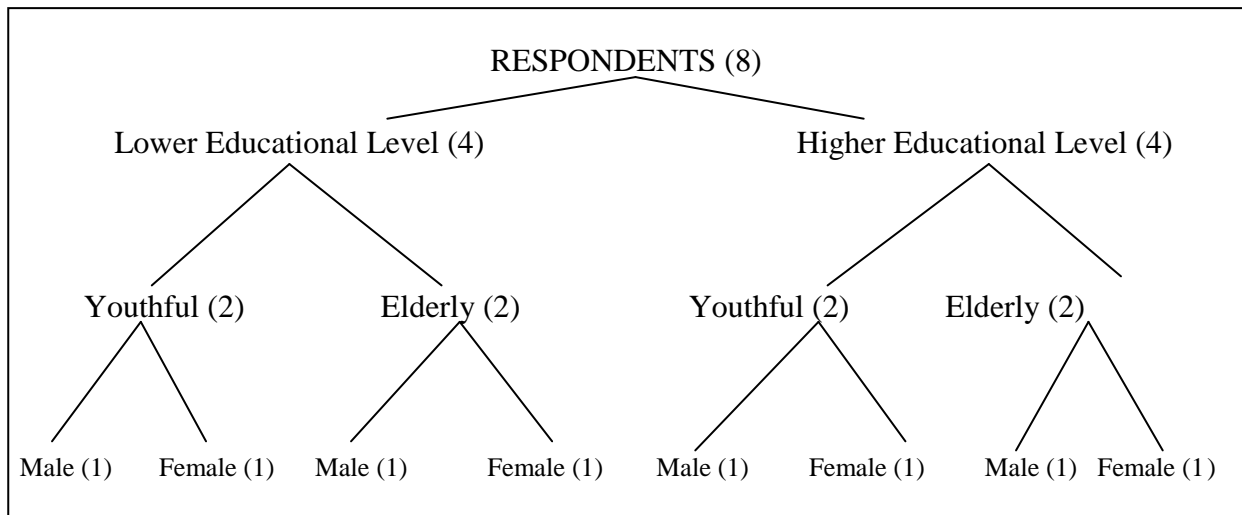 RESPONDENTS (8)
Lower Educational Level (4) Higher Educational Level (4)
Youthful (2) Elderly (2) Youthful (2) Elderly (2)
Male (1) Female (1) Male (1) Female (1) Male (1) Female (1) Male (1) Female (1)